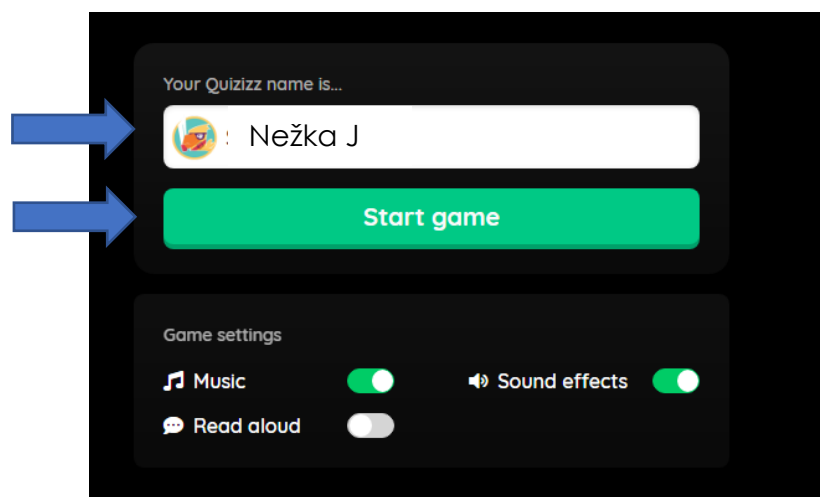 Your Quizizz name is...
Nežka J
Start game
Game settings
Music
Sound effects
Read aloud